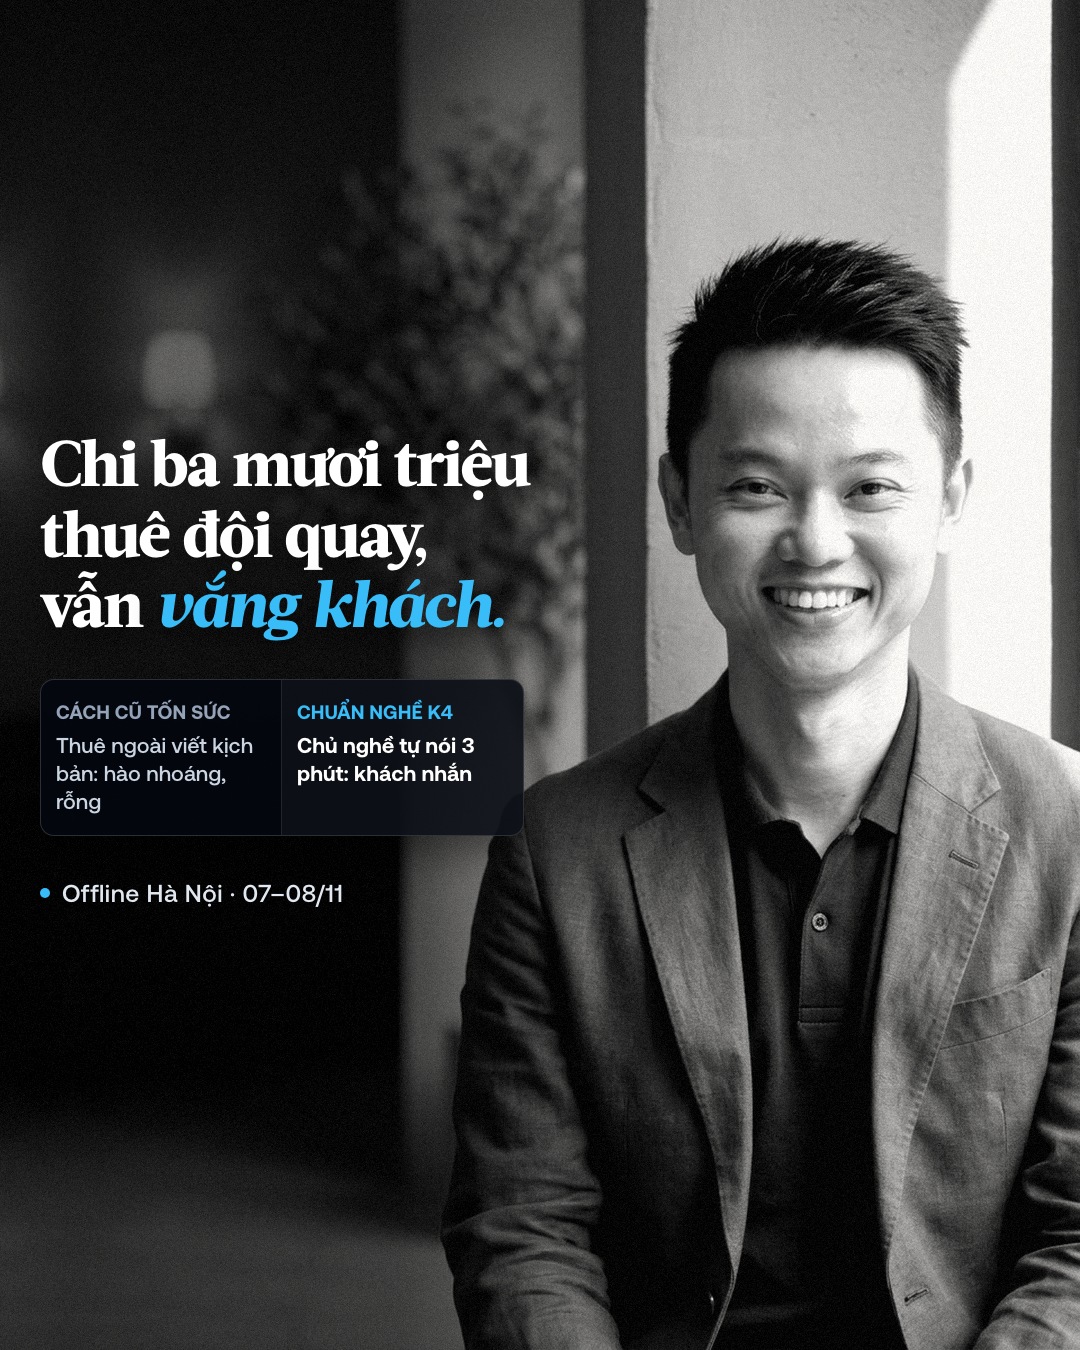 Chi ba mươi triệu
thuê đội quay,
vẫn vắng khách.
CÁCH CŨ TỐN SỨC
Thuê ngoài viết kịch
bản: hào nhoáng,
rỗng
CHUẨN NGHỀ K4
Chủ nghề tự nói 3
phút: khách nhắn
Offline Hà Nội · 07–08/11